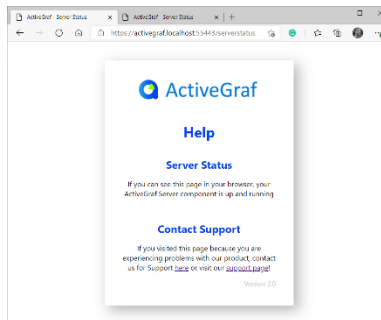 ActiveGraf Server Status
ActiveGraf Server Status
https://activegraf.localhost:55443/serverstatus
ActiveGraf
Help
Server Status
If you can see this page in your browser, your
ActiveGraf Server component is up and running
Contact Support
If you visited this page because you are
experiencing problems with our product, contact
us for Support here or visit our support page!
Version 2.0